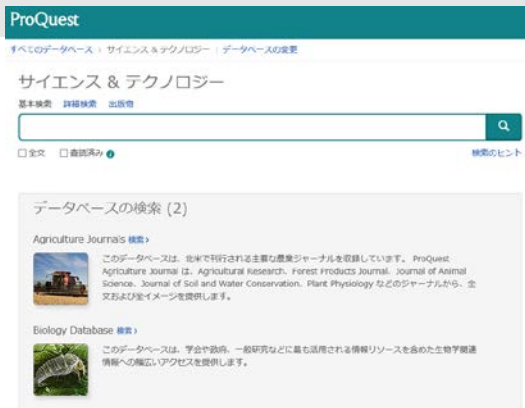 ProQuest
すべてのデータベース › サイエンス & テクノロジー | データベースの変更
サイエンス & テクノロジー
基本検索 詳細検索 出版物
全文 査読済み
検索のヒント
データベースの検索 (2)
Agriculture Journals 検索›
このデータベースは、北米で刊行される主要な農業ジャーナルを収録しています。 ProQuest
Agriculture Journal は、Agricultural Research、Forest Products Journal、Journal of Animal
Science、Journal of Soil and Water Conservation、Plant Physiology などのジャーナルから、全
文および全イメージを提供します。
Biology Database 検索›
このデータベースは、学会や政府、一般研究などに最も活用される情報リソースを含めた生物学関連
情報への幅広いアクセスを提供します。